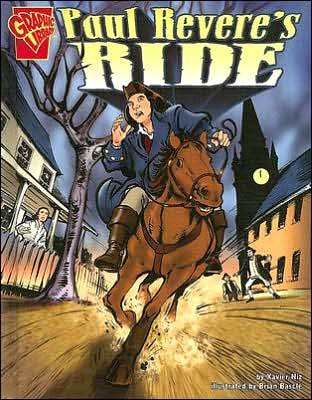 GRAPHIC
LIBRARY
Paul Revere's
RIDE
by Xavier Niz
illustrated by Brian Bascle